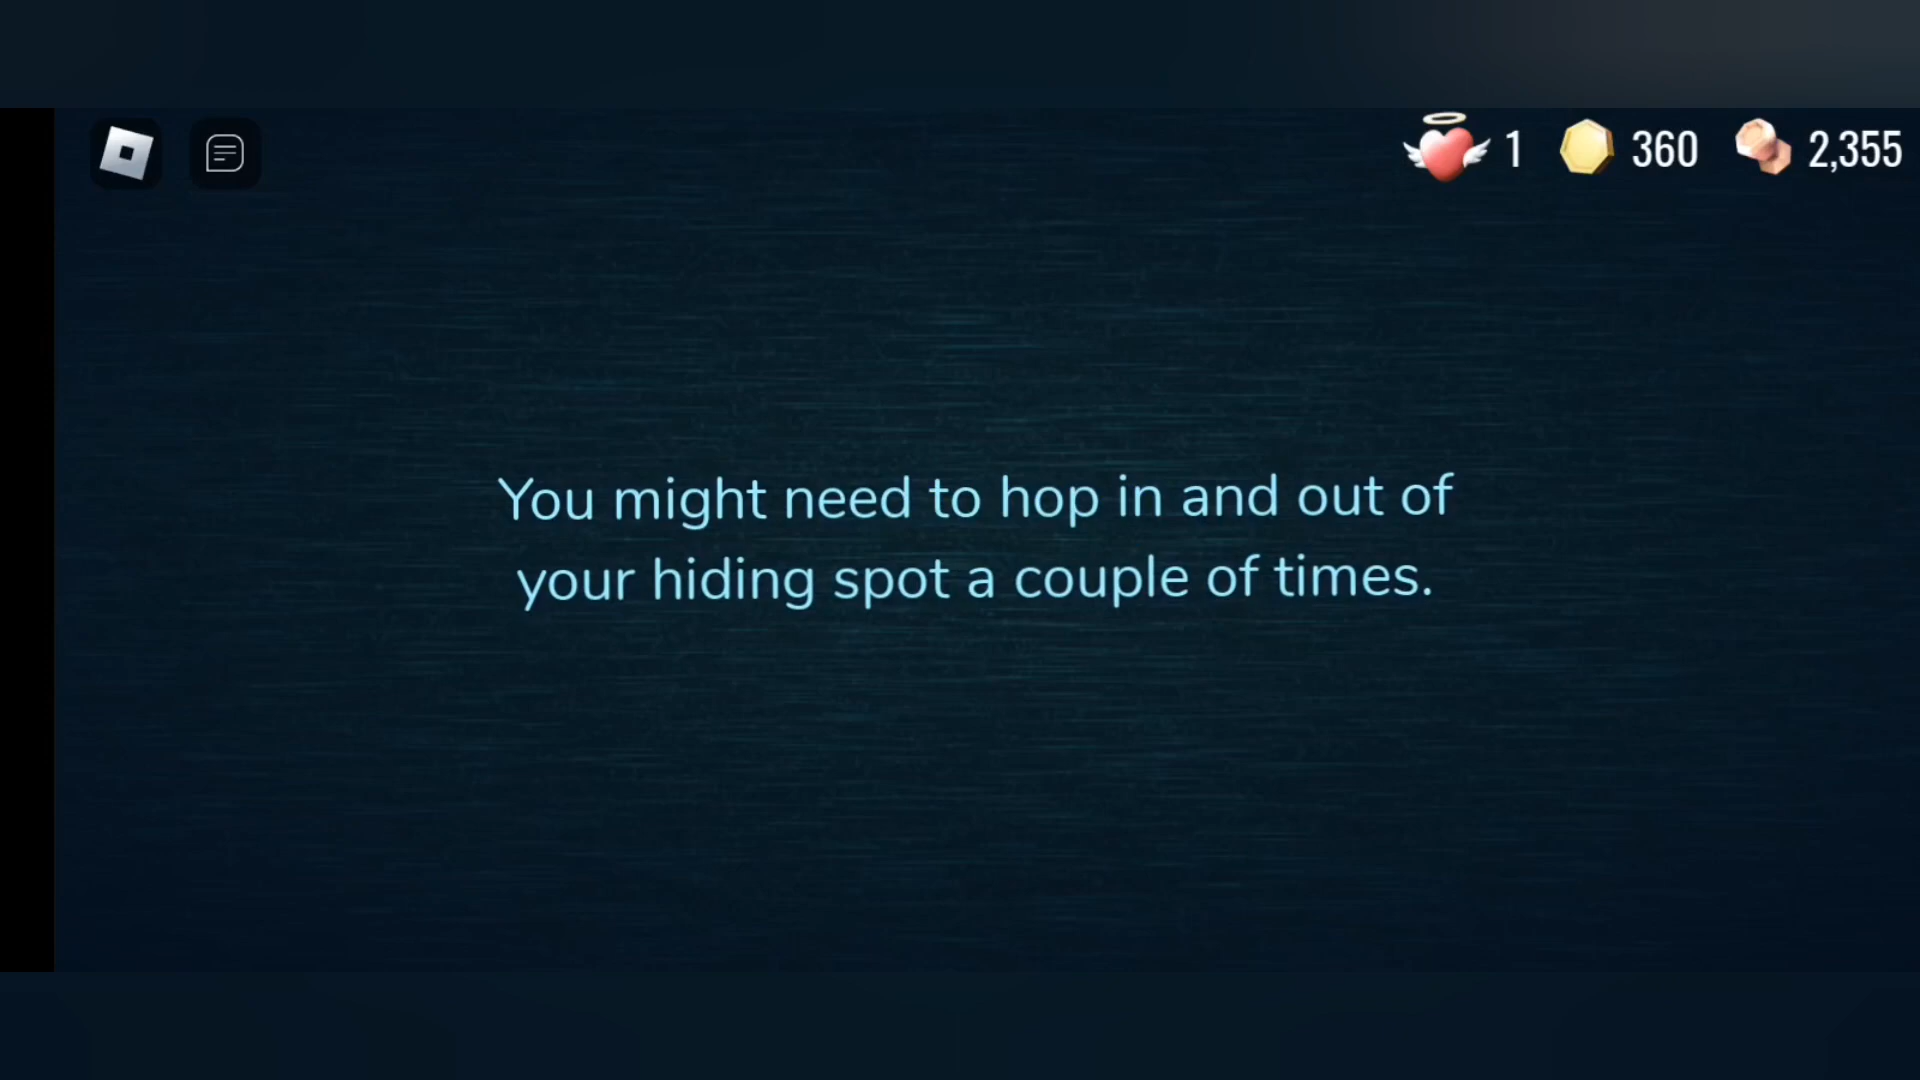 1 360 2,355
You might need to hop in and out of
your hiding spot a couple of times.